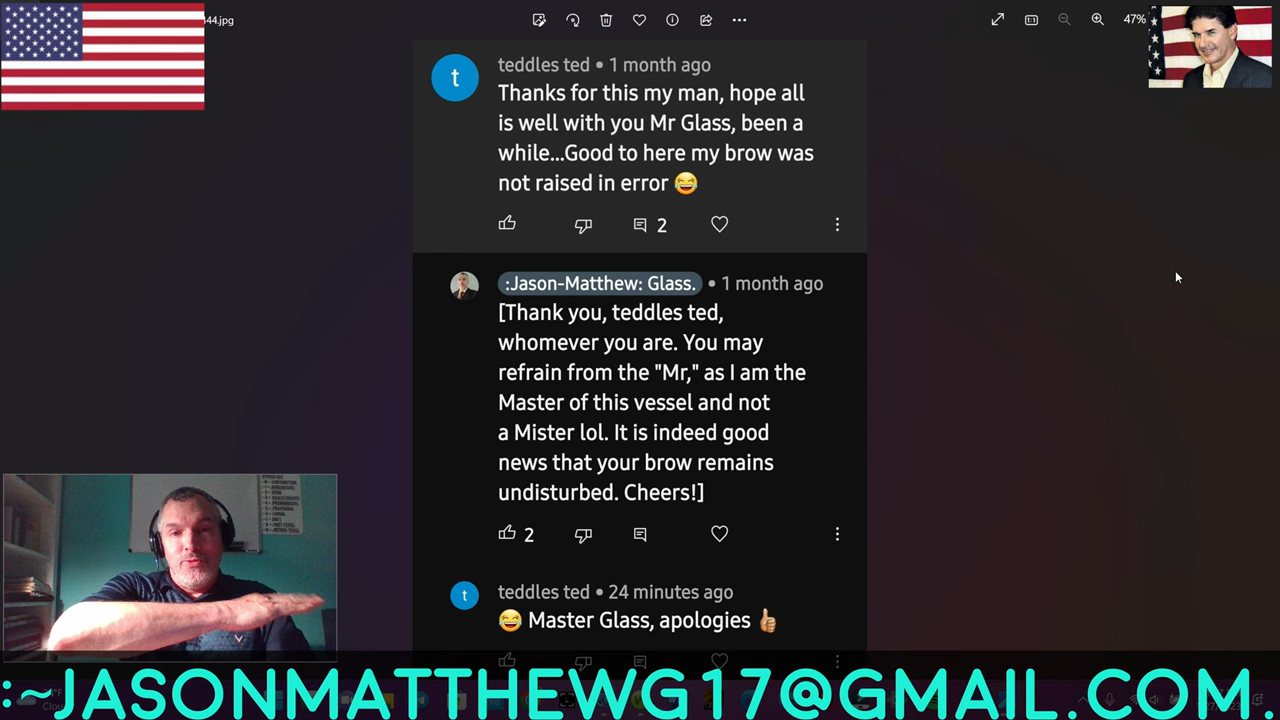 44.jpg
47%
teddles ted • 1 month ago
t
Thanks for this my man, hope all
is well with you Mr Glass, been a
while...Good to here my brow was
not raised in error 😂
2
:Jason-Matthew: Glass. • 1 month ago
[Thank you, teddles ted,
whomever you are. You may
refrain from the "Mr," as I am the
Master of this vessel and not
a Mister lol. It is indeed good
news that your brow remains
undisturbed. Cheers!]
2
t
teddles ted • 24 minutes ago
😂 Master Glass, apologies 👍
:~JASONMATTHEWG17@GMAIL.COM.